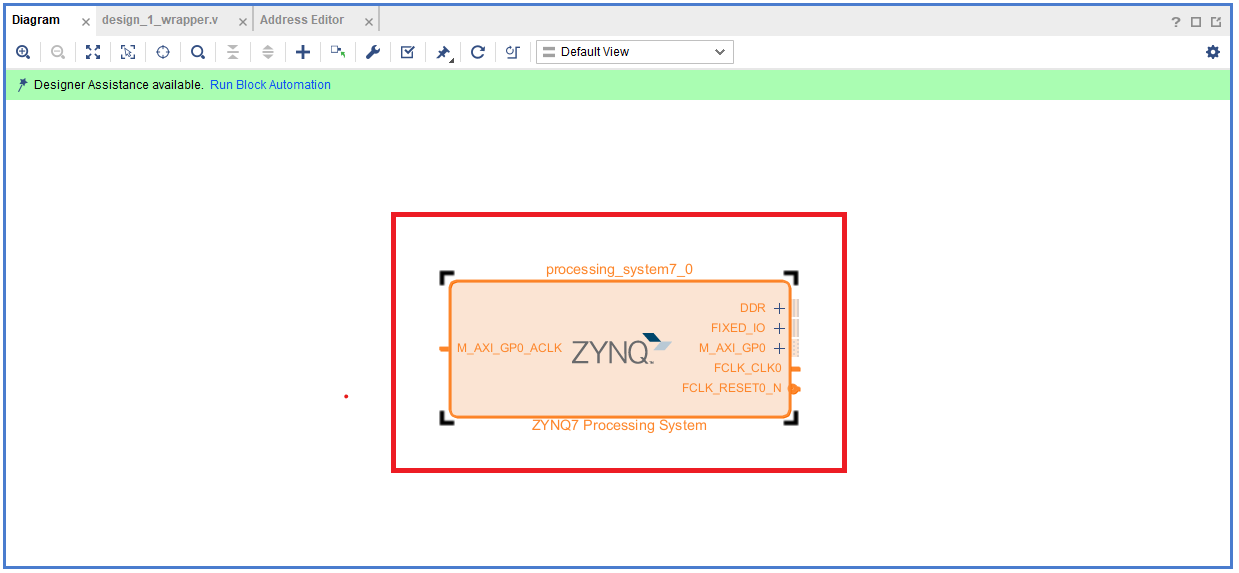 Diagram design_1_wrapper.v Address Editor
Default View
Designer Assistance available. Run Block Automation
processing_system7_0
DDR
FIXED_IO
M_AXI_GP0_ACLK ZYNQ M_AXI_GP0
FCLK_CLK0
FCLK_RESET0_N
ZYNQ7 Processing System